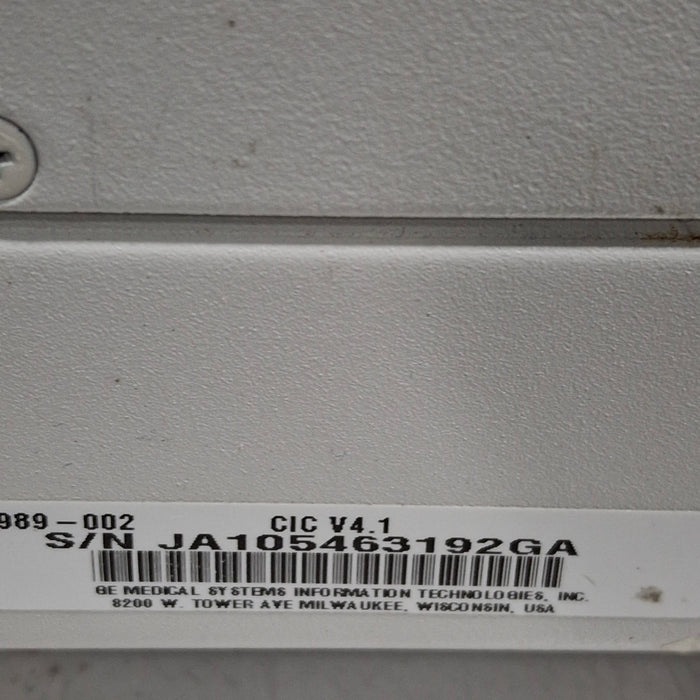 989-002 CIC V4.1
S/N JA105463192GA
GE MEDICAL SYSTEMS INFORMATION TECHNOLOGIES, INC.
8200 W. TOWER AVE MILWAUKEE, WISCONSIN, USA